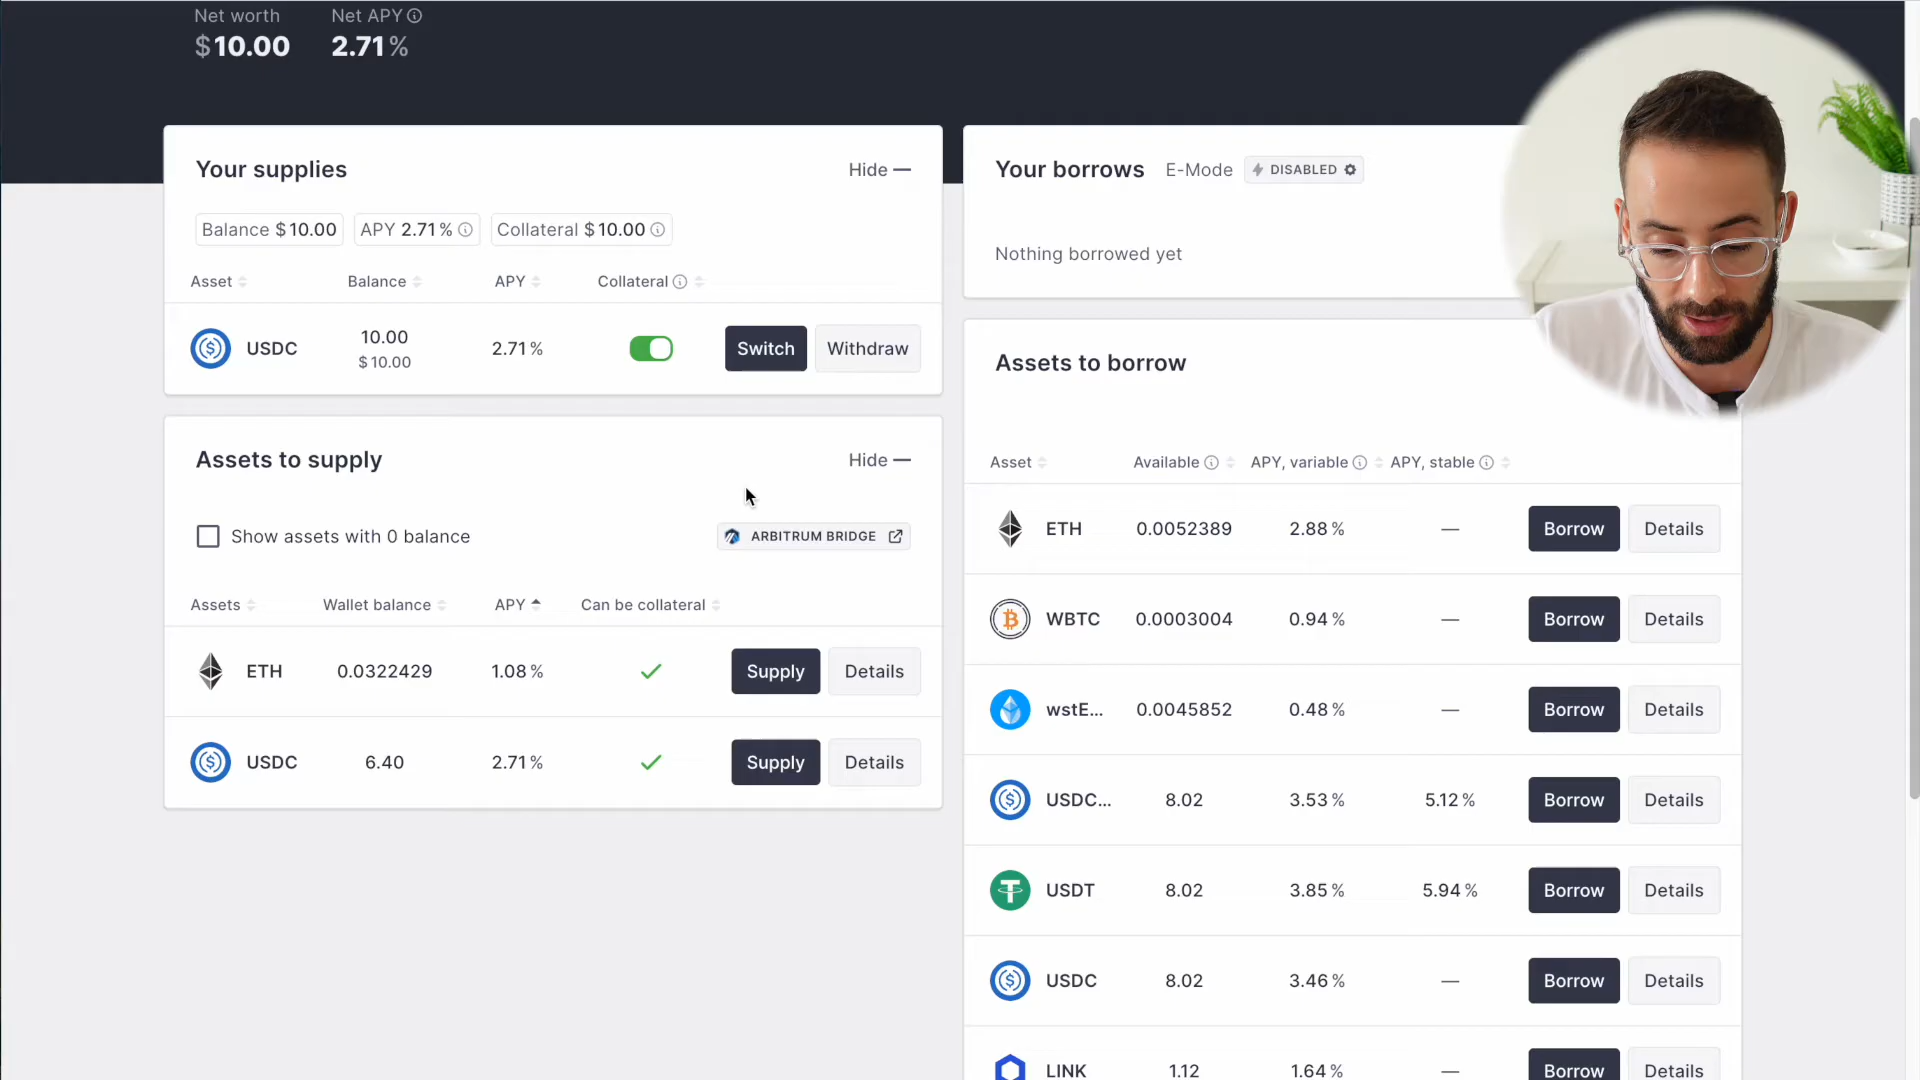 Net worth
$10.00
Net APY
2.71%
Your supplies
Hide
Balance $10.00
APY 2.71%
Collateral $10.00
Asset Balance APY Collateral
USDC 10.00 2.71% Switch Withdraw
$10.00
Assets to supply
Hide
Show assets with 0 balance
ARBITRUM BRIDGE
Assets Wallet balance APY Can be collateral
ETH 0.0322429 1.08% Supply Details
USDC 6.40 2.71% Supply Details
Your borrows E-Mode DISABLED
Nothing borrowed yet
Assets to borrow
Asset Available APY, variable APY, stable
ETH 0.0052389 2.88% — Borrow Details
WBTC 0.0003004 0.94% — Borrow Details
wstE... 0.0045852 0.48% — Borrow Details
USDC... 8.02 3.53% 5.12% Borrow Details
USDT 8.02 3.85% 5.94% Borrow Details
USDC 8.02 3.46% — Borrow Details
LINK 1.12 1.64% — Borrow Details